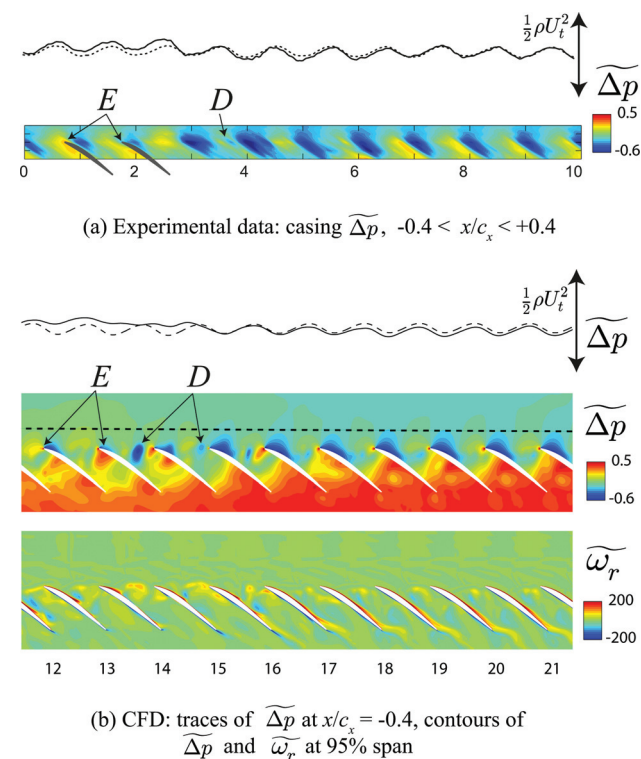 ½ρU_t²
Δp
E D
0.5
-0.6
0 2 4 6 8 10
(a) Experimental data: casing Δp, -0.4 < x/c_x < +0.4
½ρU_t²
Δp
E D
Δp
0.5
-0.6
ω_r
200
-200
12 13 14 15 16 17 18 19 20 21
(b) CFD: traces of Δp at x/c_x = -0.4, contours of
Δp and ω_r at 95% span